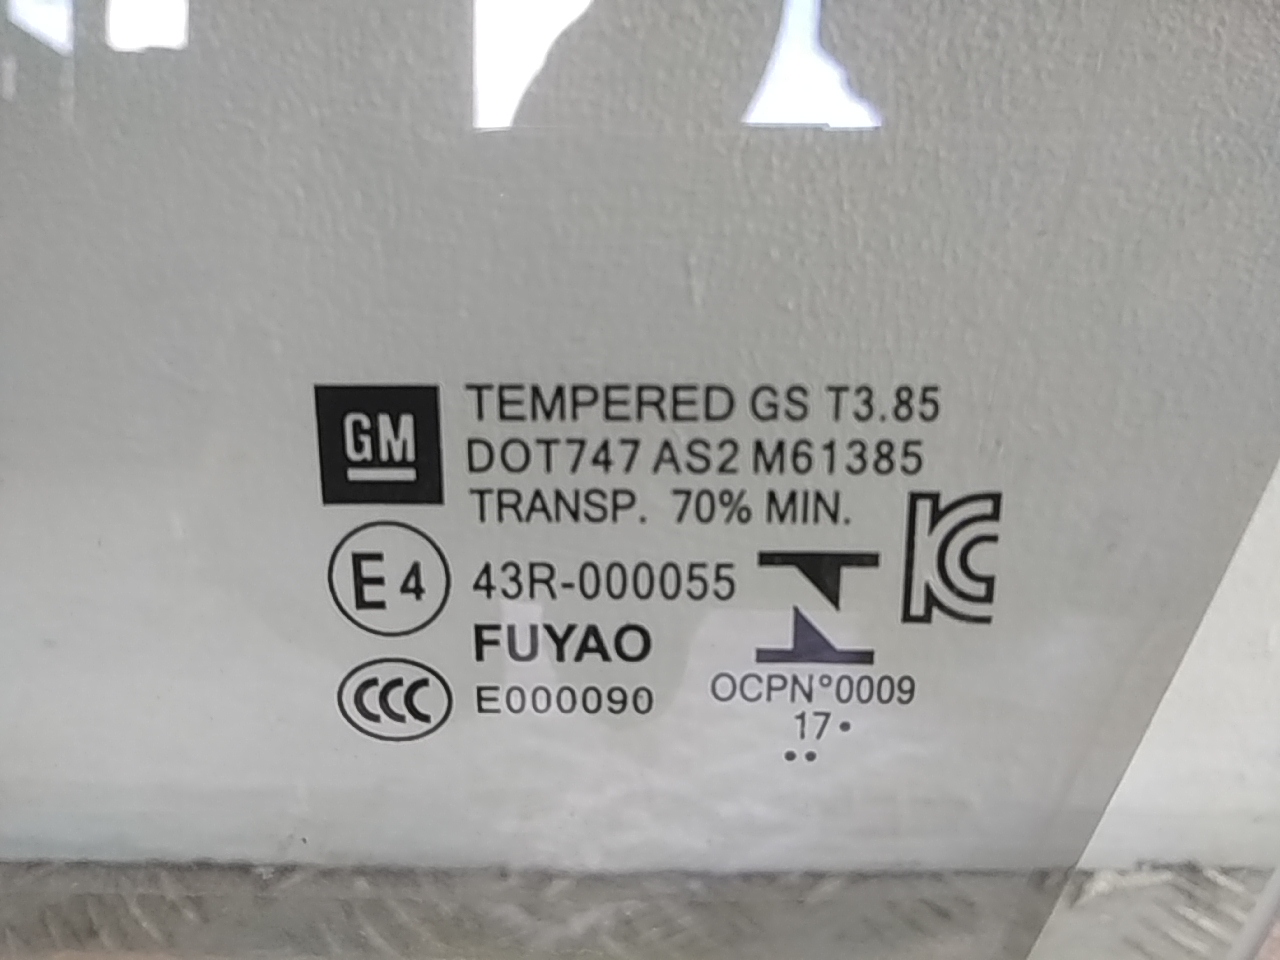 GM TEMPERED GS T3.85
DOT747 AS2 M61385
TRANSP. 70% MIN.
KC
E4 43R-000055
FUYAO
CCC E000090
OCPN°0009
17•
••